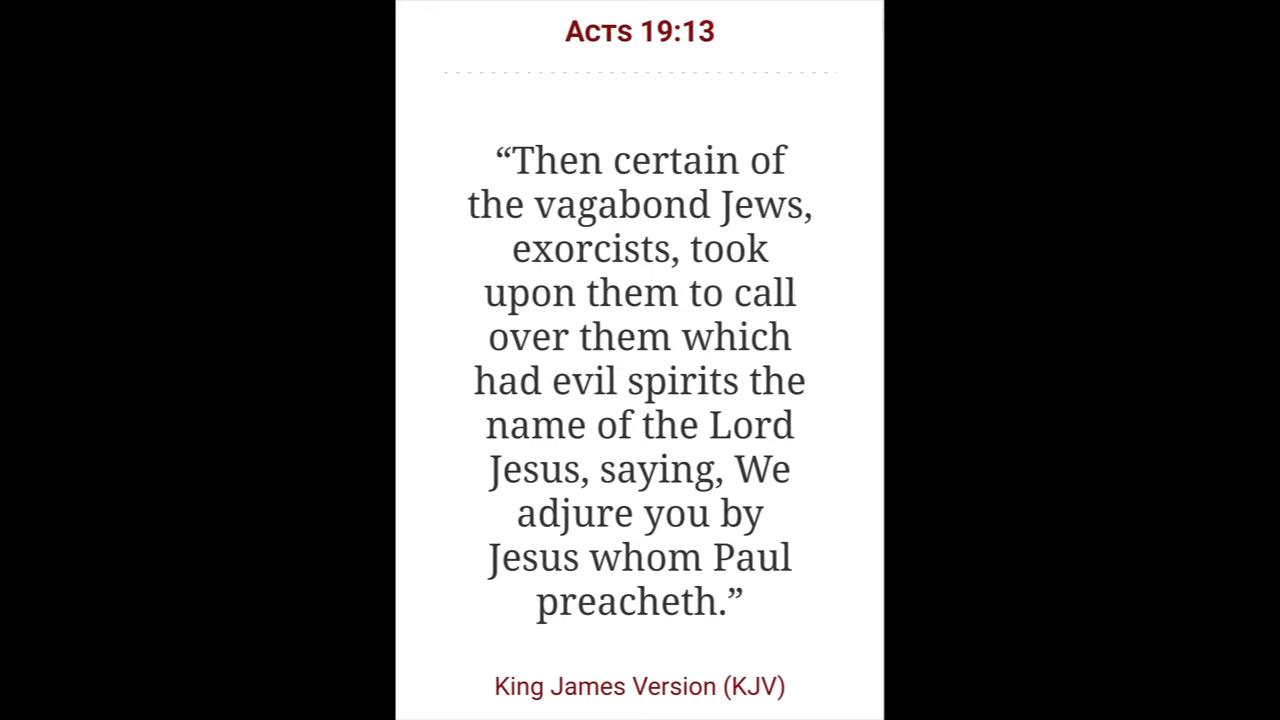 Acts 19:13
“Then certain of
the vagabond Jews,
exorcists, took
upon them to call
over them which
had evil spirits the
name of the Lord
Jesus, saying, We
adjure you by
Jesus whom Paul
preacheth.”
King James Version (KJV)